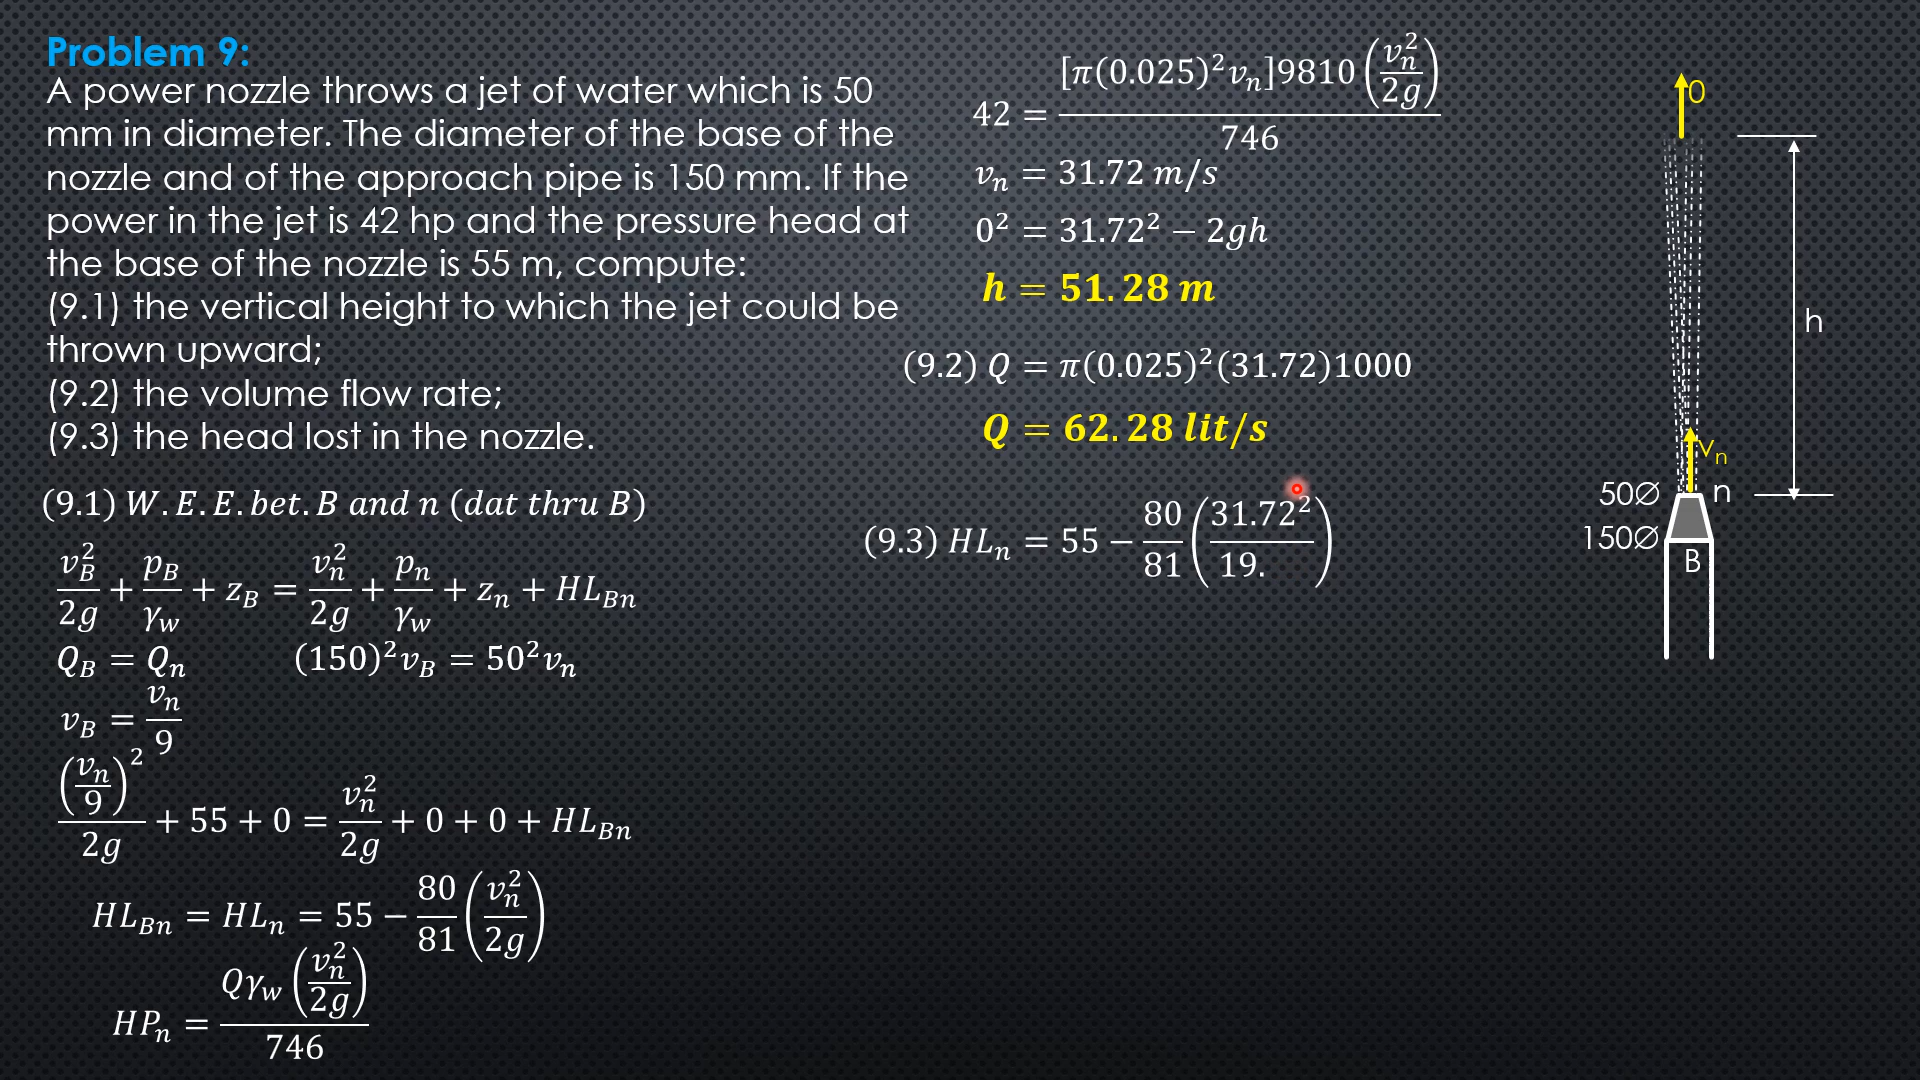 Problem 9:
A power nozzle throws a jet of water which is 50
mm in diameter. The diameter of the base of the
nozzle and of the approach pipe is 150 mm. If the
power in the jet is 42 hp and the pressure head at
the base of the nozzle is 55 m, compute:
(9.1) the vertical height to which the jet could be
thrown upward;
(9.2) the volume flow rate;
(9.3) the head lost in the nozzle.
(9.1) W.E.E.bet.B and n (dat thru B)
v_B^2/2g + p_B/γ_w + z_B = v_n^2/2g + p_n/γ_w + z_n + HL_Bn
Q_B = Q_n (150)^2 v_B = 50^2 v_n
v_B = v_n/9
(v_n/9)^2/2g + 55 + 0 = v_n^2/2g + 0 + 0 + HL_Bn
HL_Bn = HL_n = 55 − 80/81 (v_n^2/2g)
HP_n = Qγ_w (v_n^2/2g)/746
42 = [π(0.025)^2 v_n]9810 (v_n^2/2g)/746
v_n = 31.72 m/s
0^2 = 31.72^2 − 2gh
h = 51.28 m
(9.2) Q = π(0.025)^2(31.72)1000
Q = 62.28 lit/s
(9.3) HL_n = 55 − 80/81 (31.72^2/19.)
0
h
v_n
50Ø n
150Ø
B